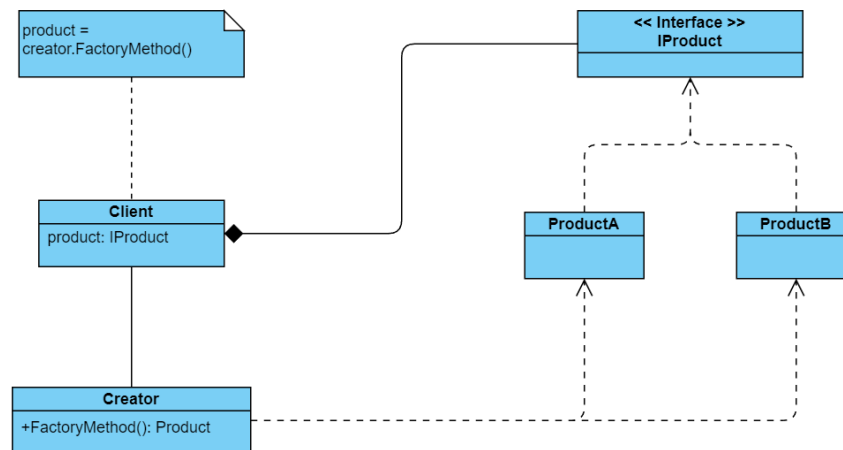 product =
creator.FactoryMethod()
<< Interface >>
IProduct
Client
product: IProduct
ProductA
ProductB
Creator
+FactoryMethod(): Product